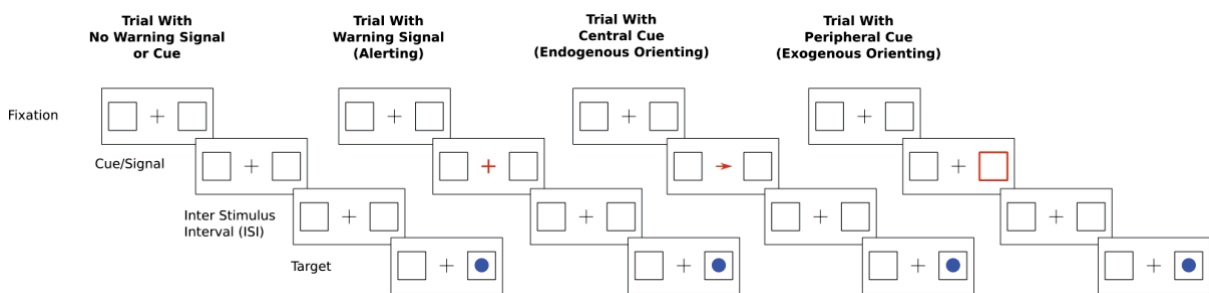 Trial With
No Warning Signal
or Cue
Trial With
Warning Signal
(Alerting)
Trial With
Central Cue
(Endogenous Orienting)
Trial With
Peripheral Cue
(Exogenous Orienting)
Fixation
Cue/Signal
Inter Stimulus
Interval (ISI)
Target